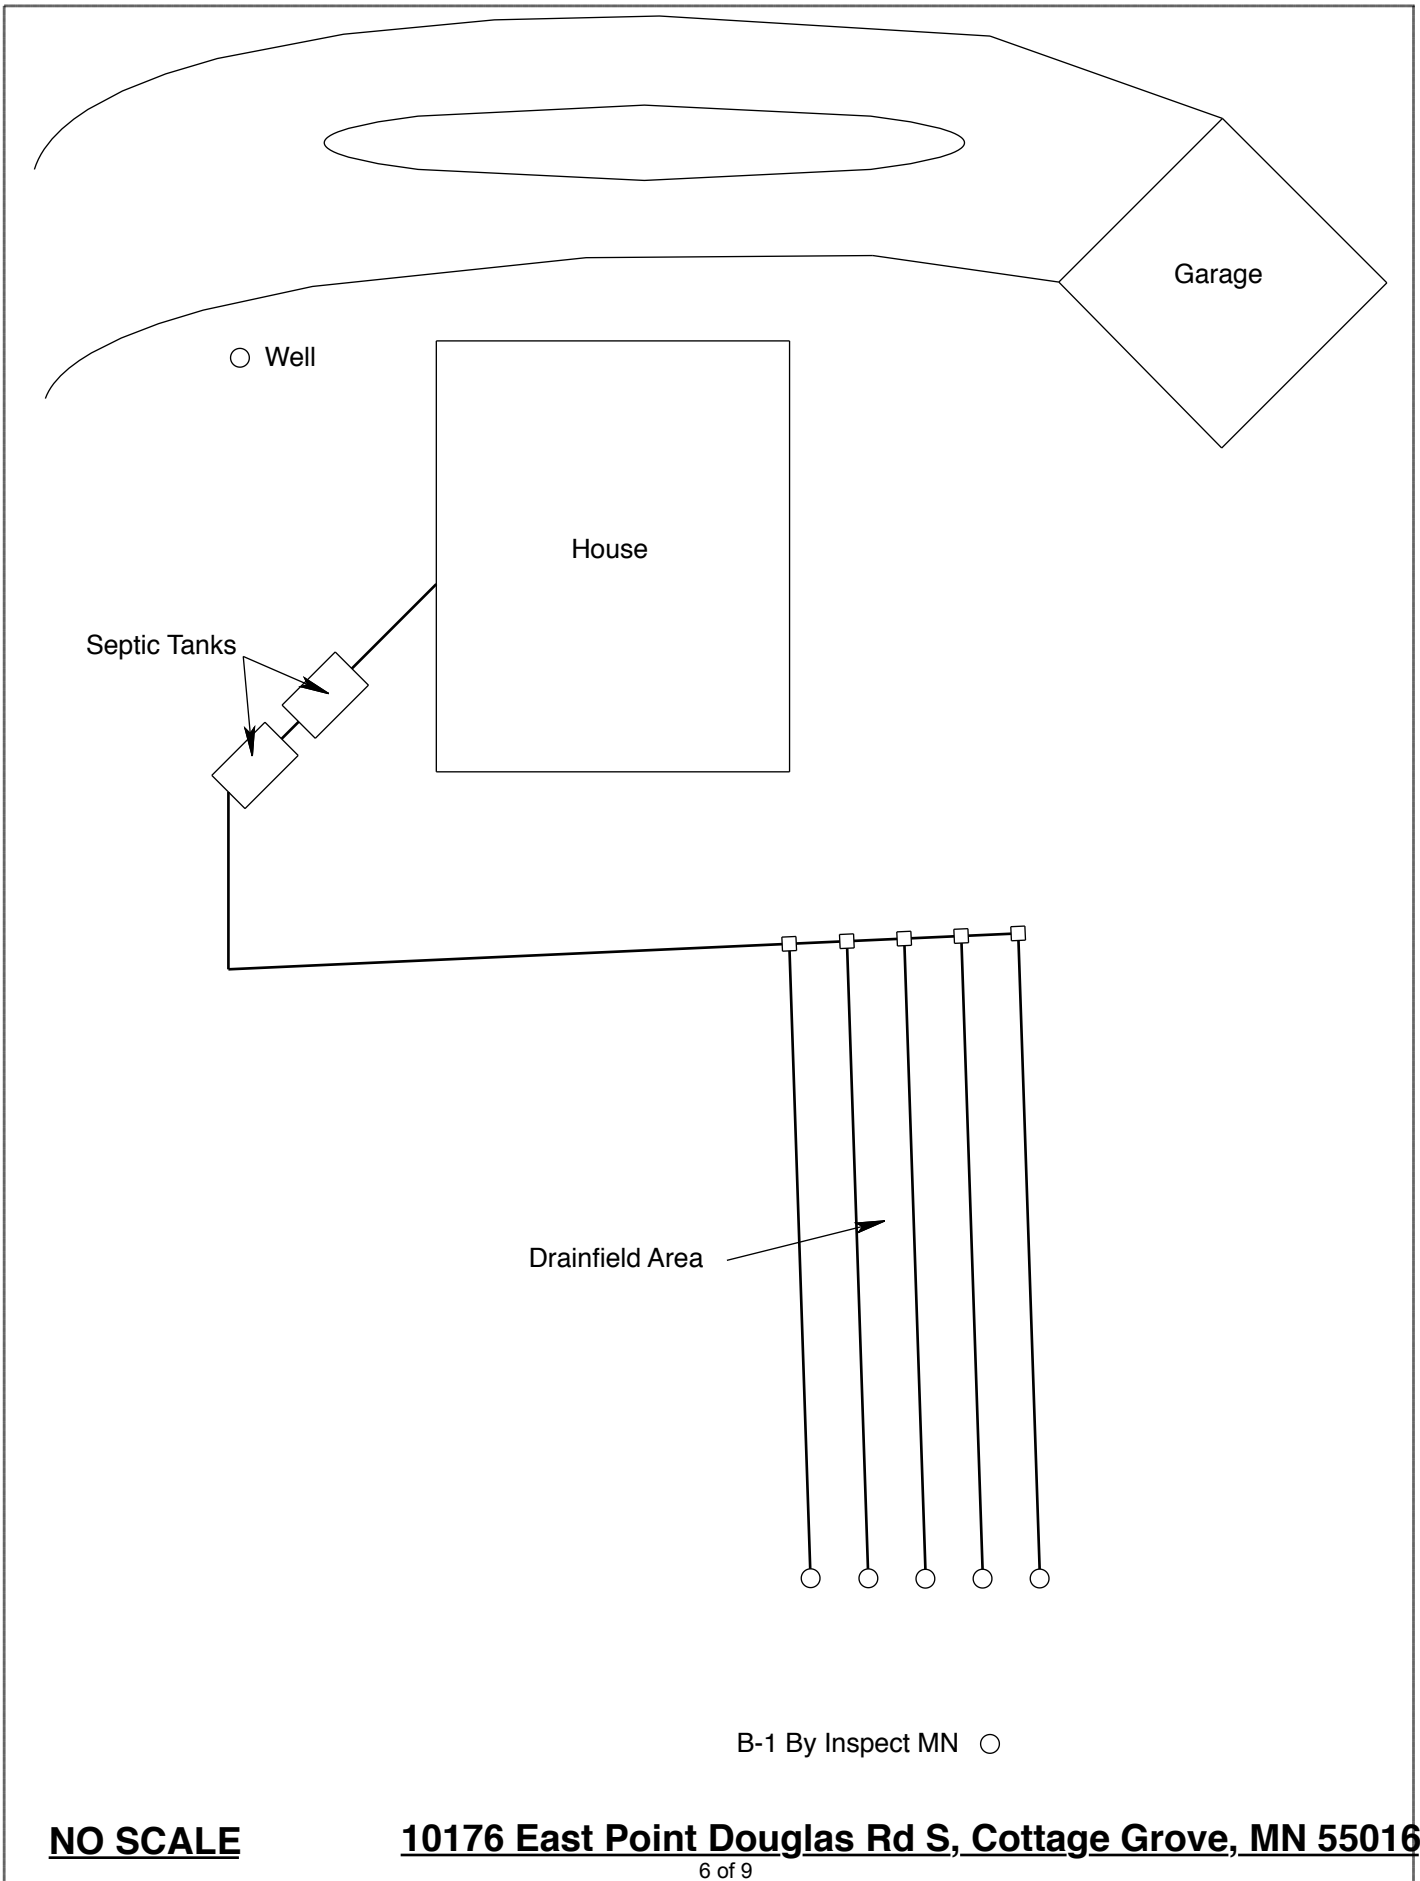 Garage
Well
House
Septic Tanks
Drainfield Area
B-1 By Inspect MN
NO SCALE
10176 East Point Douglas Rd S, Cottage Grove, MN 55016
6 of 9